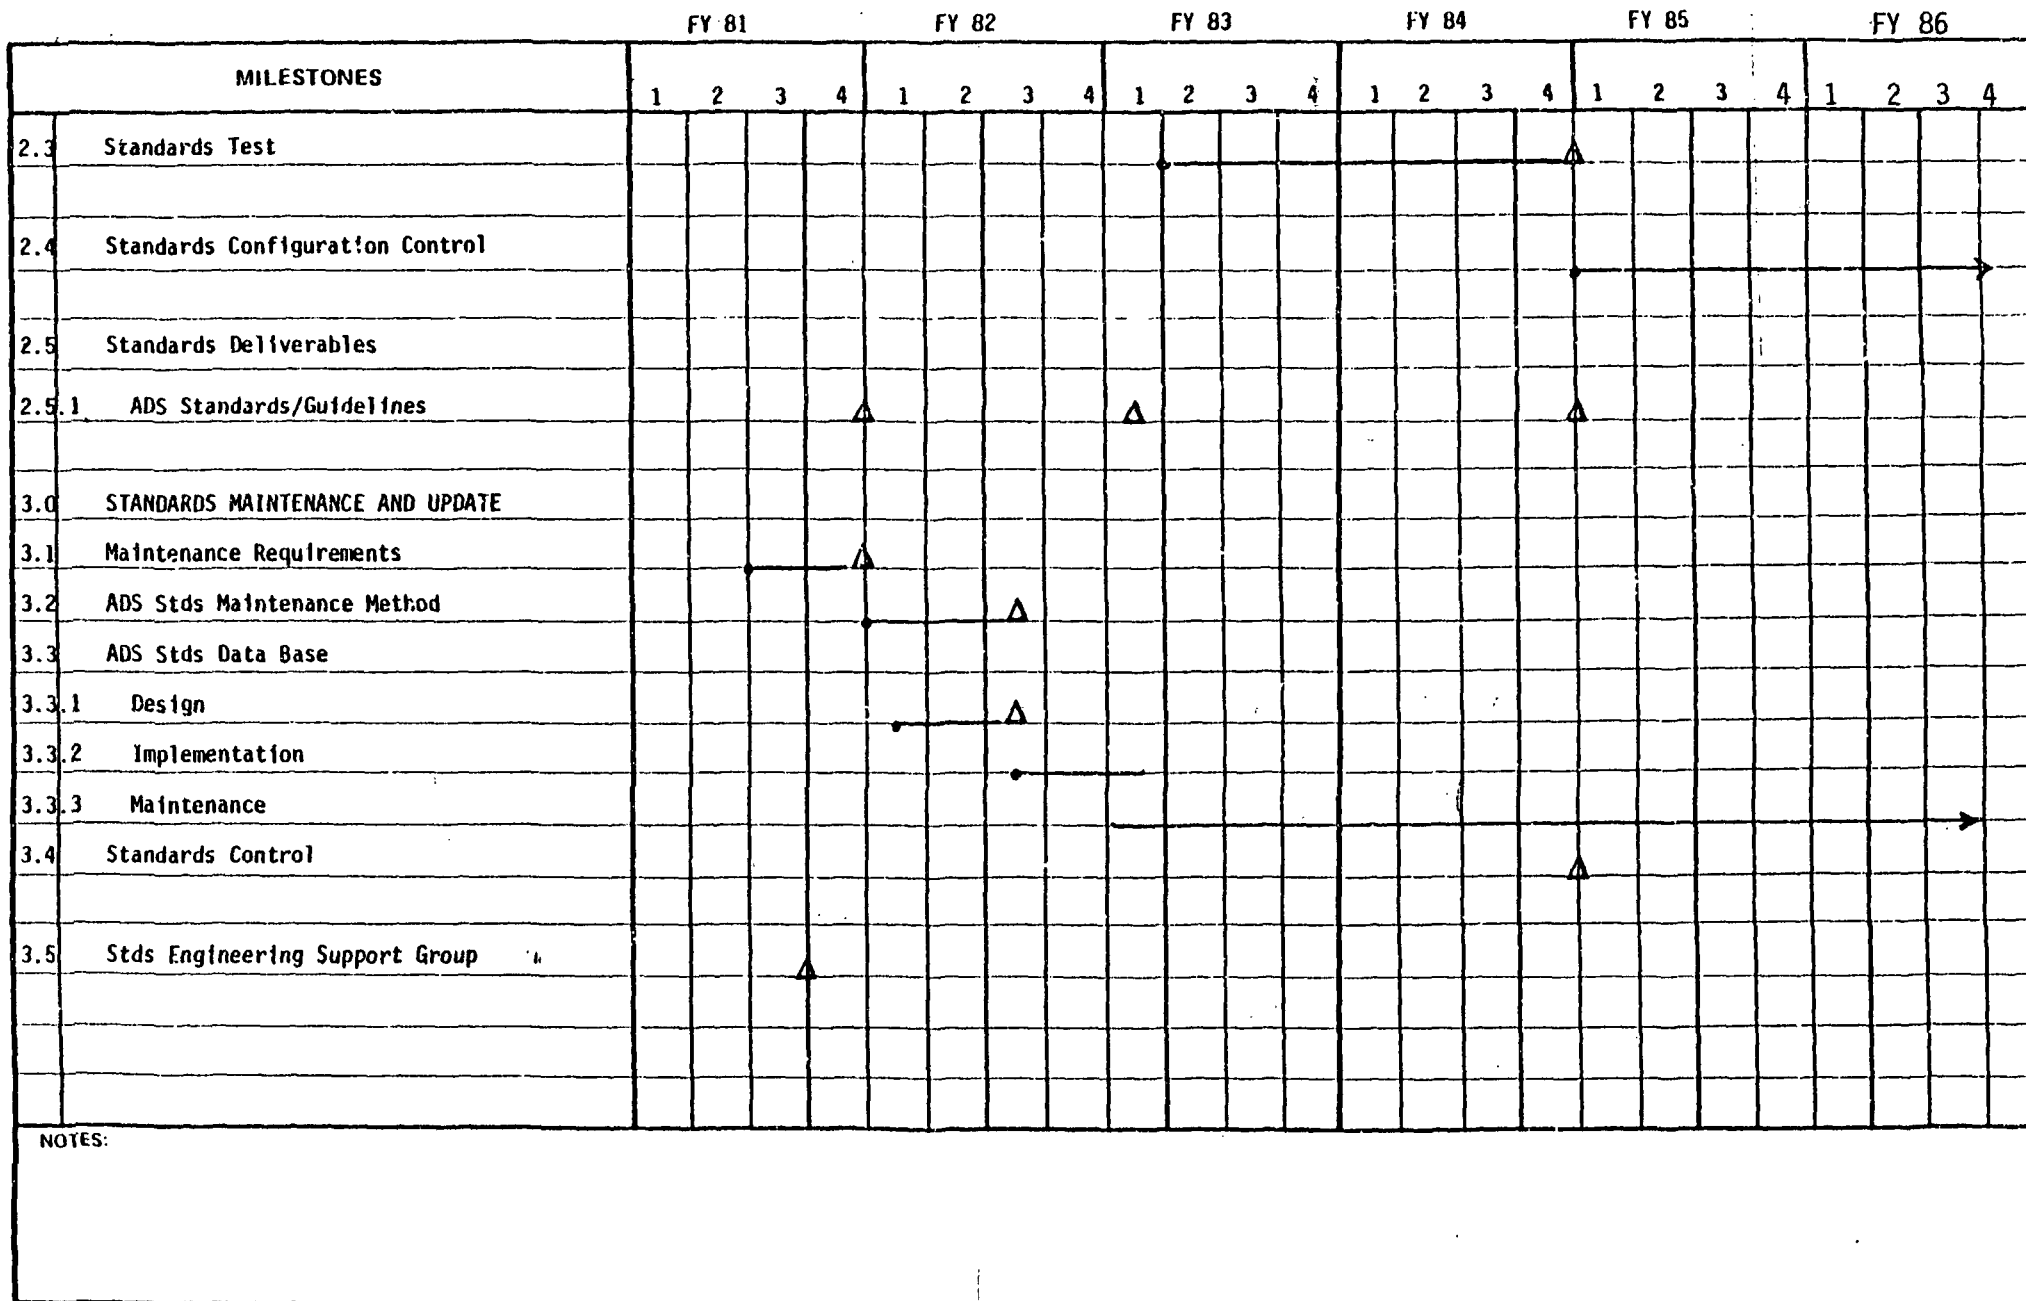 FY 81 FY 82 FY 83 FY 84 FY 85 FY 86
MILESTONES
1 2 3 4 1 2 3 4 1 2 3 4 1 2 3 4 1 2 3 4 1 2 3 4
2.3 Standards Test
2.4 Standards Configuration Control
2.5 Standards Deliverables
2.5.1 ADS Standards/Guidelines
3.0 STANDARDS MAINTENANCE AND UPDATE
3.1 Maintenance Requirements
3.2 ADS Stds Maintenance Method
3.3 ADS Stds Data Base
3.3.1 Design
3.3.2 Implementation
3.3.3 Maintenance
3.4 Standards Control
3.5 Stds Engineering Support Group
NOTES: